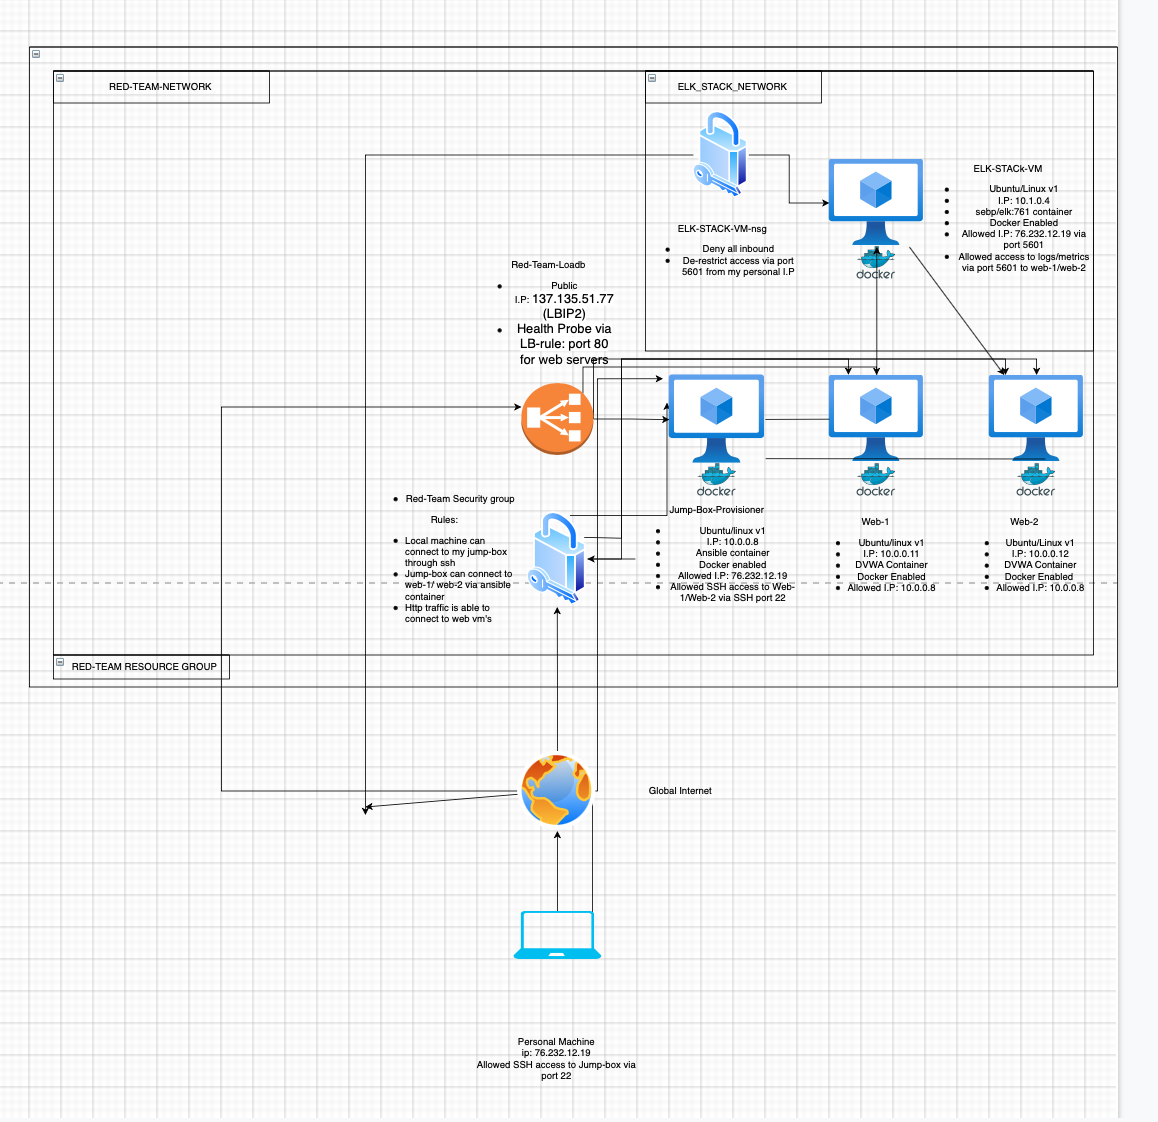 RED-TEAM-NETWORK
ELK_STACK_NETWORK
ELK-STACk-VM
Ubuntu/Linux v1
I.P: 10.1.0.4
sebp/elk:761 container
Docker Enabled
Allowed I.P: 76.232.12.19 via
port 5601
Allowed access to logs/metrics
via port 5601 to web-1/web-2
docker
ELK-STACK-VM-nsg
Deny all inbound
De-restrict access via port
5601 from my personal I.P
Red-Team-Loadb
Public
I.P: 137.135.51.77
(LBIP2)
Health Probe via
LB-rule: port 80
for web servers
docker
docker
docker
Red-Team Security group
Rules:
Local machine can
connect to my jump-box
through ssh
Jump-box can connect to
web-1/ web-2 via ansible
container
Http traffic is able to
connect to web vm's
Jump-Box-Provisioner
Ubuntu/linux v1
I.P: 10.0.0.8
Ansible container
Docker enabled
Allowed I.P: 76.232.12.19
Allowed SSH access to Web-
1/Web-2 via SSH port 22
Web-1
Ubuntu/linux v1
I.P: 10.0.0.11
DVWA Container
Docker Enabled
Allowed I.P: 10.0.0.8
Web-2
Ubuntu/linux v1
I.P: 10.0.0.12
DVWA Container
Docker Enabled
Allowed I.P: 10.0.0.8
RED-TEAM RESOURCE GROUP
Global Internet
Personal Machine
ip: 76.232.12.19
Allowed SSH access to Jump-box via
port 22